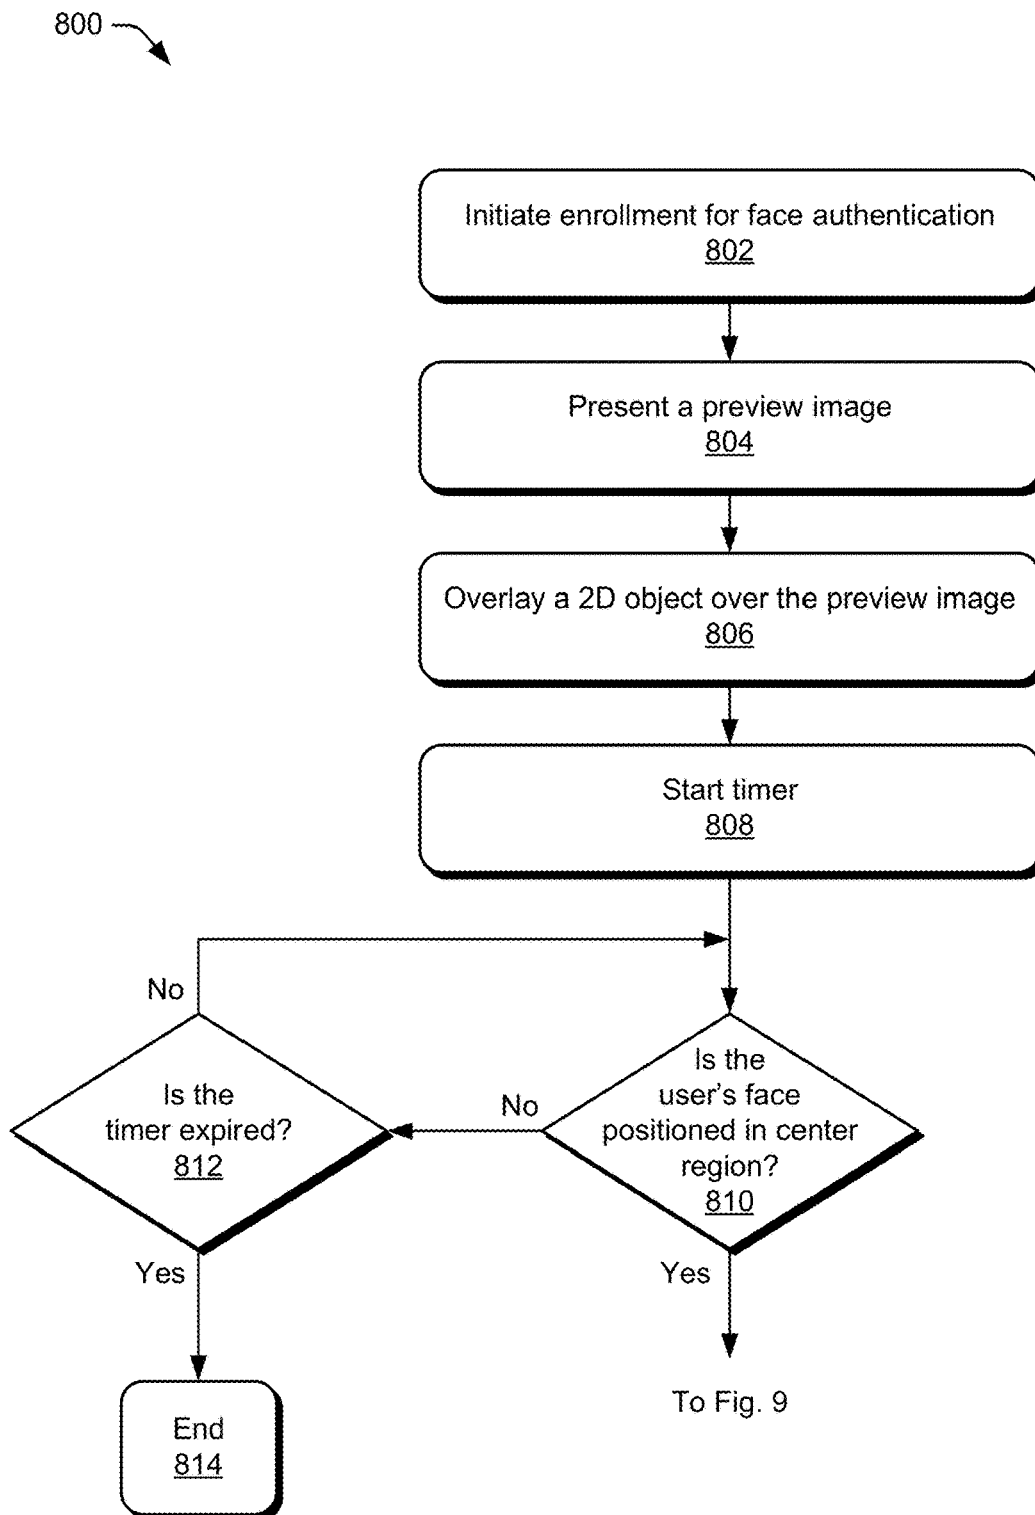 800
Initiate enrollment for face authentication
802
Present a preview image
804
Overlay a 2D object over the preview image
806
Start timer
808
No
Is the
timer expired?
812
No
Is the
user's face
positioned in center
region?
810
Yes
Yes
End
814
To Fig. 9